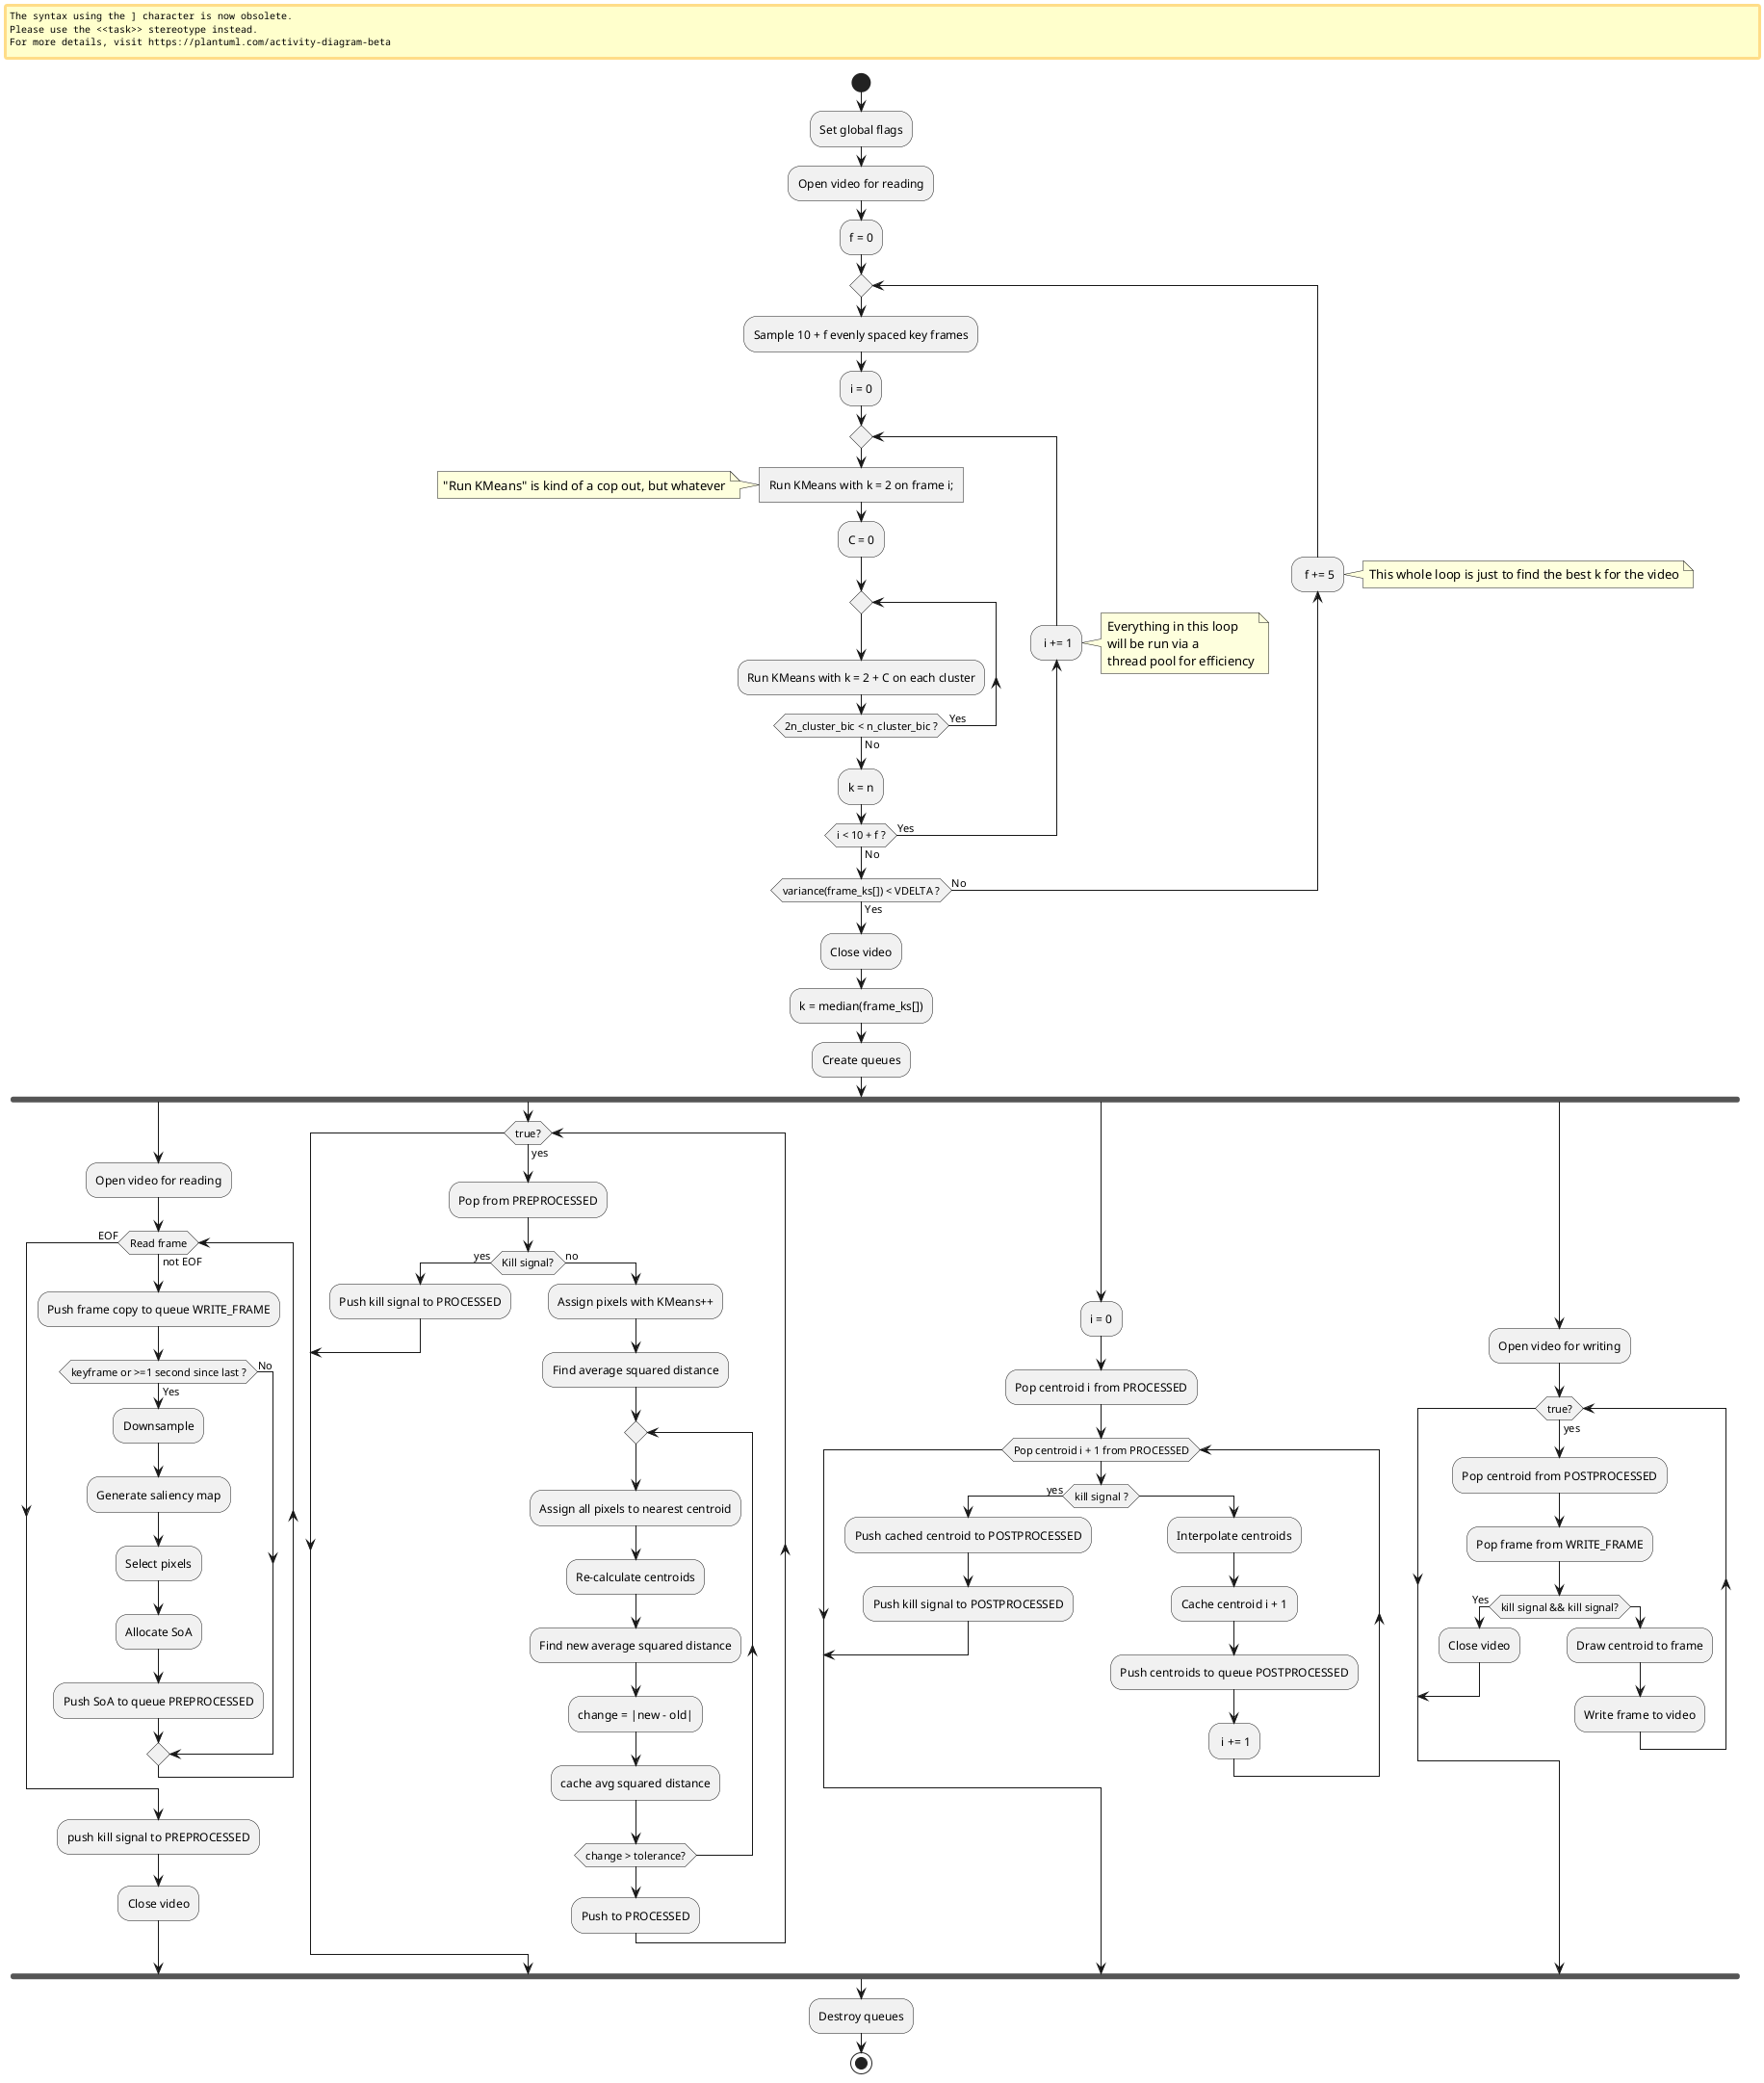 The syntax using the ] character is now obsolete.
Please use the <<task>> stereotype instead.
For more details, visit https://plantuml.com/activity-diagram-beta
Set global flags
Open video for reading
f = 0
Sample 10 + f evenly spaced key frames
i = 0
"Run KMeans" is kind of a cop out, but whatever
Run KMeans with k = 2 on frame i;
C = 0
f += 5
This whole loop is just to find the best k for the video
i += 1
Everything in this loop
will be run via a
thread pool for efficiency
Run KMeans with k = 2 + C on each cluster
2n_cluster_bic < n_cluster_bic ?
Yes
No
k = n
i < 10 + f ?
Yes
No
variance(frame_ks[]) < VDELTA ?
No
Yes
Close video
k = median(frame_ks[])
Create queues
Open video for reading
Read frame
EOF
not EOF
Push frame copy to queue WRITE_FRAME
keyframe or >=1 second since last ?
No
Yes
Downsample
Generate saliency map
Select pixels
Allocate SoA
Push SoA to queue PREPROCESSED
push kill signal to PREPROCESSED
Close video
true?
yes
Pop from PREPROCESSED
Kill signal?
yes
no
Push kill signal to PROCESSED
Assign pixels with KMeans++
Find average squared distance
Assign all pixels to nearest centroid
Re-calculate centroids
Find new average squared distance
change = |new - old|
cache avg squared distance
change > tolerance?
Push to PROCESSED
i = 0
Pop centroid i from PROCESSED
Pop centroid i + 1 from PROCESSED
kill signal ?
yes
Push cached centroid to POSTPROCESSED
Push kill signal to POSTPROCESSED
Interpolate centroids
Cache centroid i + 1
Push centroids to queue POSTPROCESSED
i += 1
Open video for writing
true?
yes
Pop centroid from POSTPROCESSED
Pop frame from WRITE_FRAME
kill signal && kill signal?
Yes
Close video
Draw centroid to frame
Write frame to video
Destroy queues